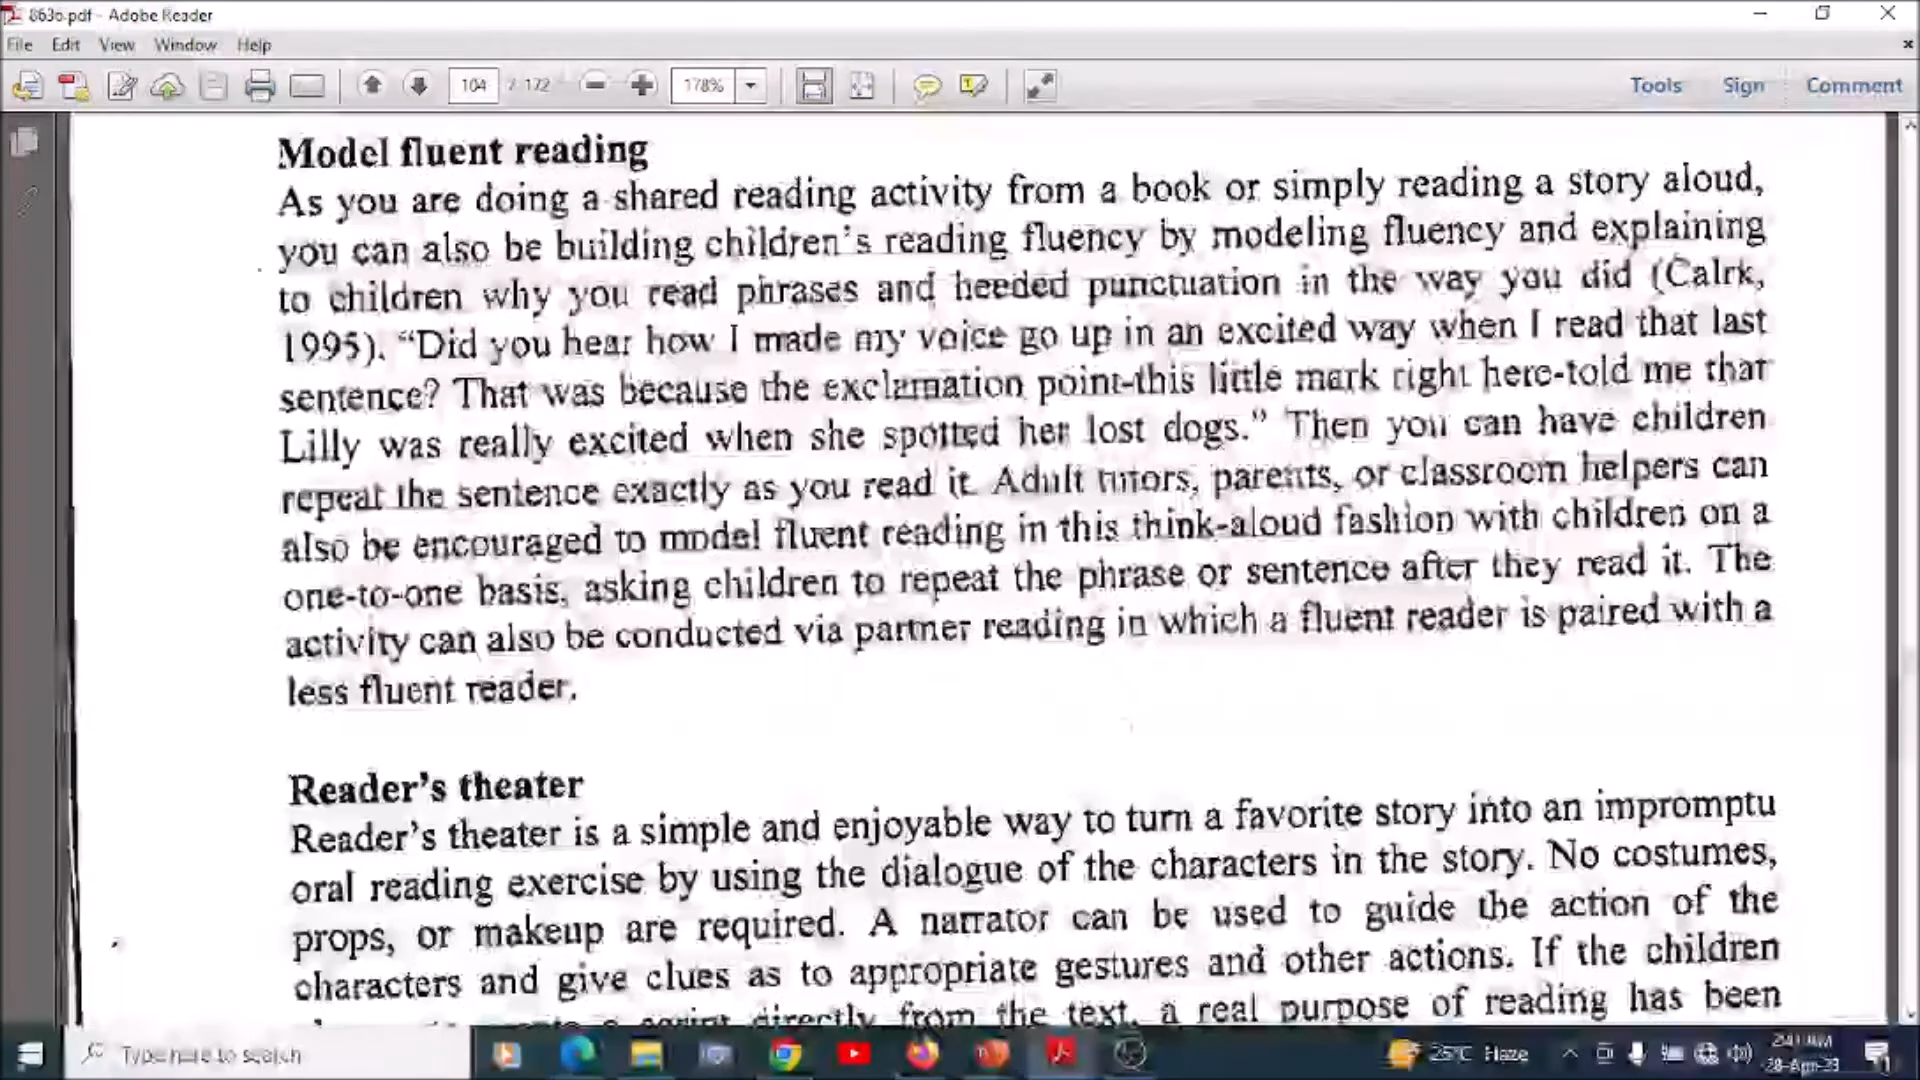 863o.pdf - Adobe Reader
File Edit View Window Help
104 / 172 178% Tools Sign Comment
Model fluent reading
As you are doing a shared reading activity from a book or simply reading a story aloud,
you can also be building children's reading fluency by modeling fluency and explaining
to children why you read phrases and heeded punctuation in the way you did (Calrk,
1995). "Did you hear how I made my voice go up in an excited way when I read that last
sentence? That was because the exclamation point-this little mark right here-told me that
Lilly was really excited when she spotted her lost dogs." Then you can have children
repeat the sentence exactly as you read it. Adult tutors, parents, or classroom helpers can
also be encouraged to model fluent reading in this think-aloud fashion with children on a
one-to-one basis, asking children to repeat the phrase or sentence after they read it. The
activity can also be conducted via partner reading in which a fluent reader is paired with a
less fluent reader.
Reader's theater
Reader's theater is a simple and enjoyable way to turn a favorite story into an impromptu
oral reading exercise by using the dialogue of the characters in the story. No costumes,
props, or makeup are required. A narrator can be used to guide the action of the
characters and give clues as to appropriate gestures and other actions. If the children
script directly from the text, a real purpose of reading has been
Type here to search 25°C Haze
28-Apr-23